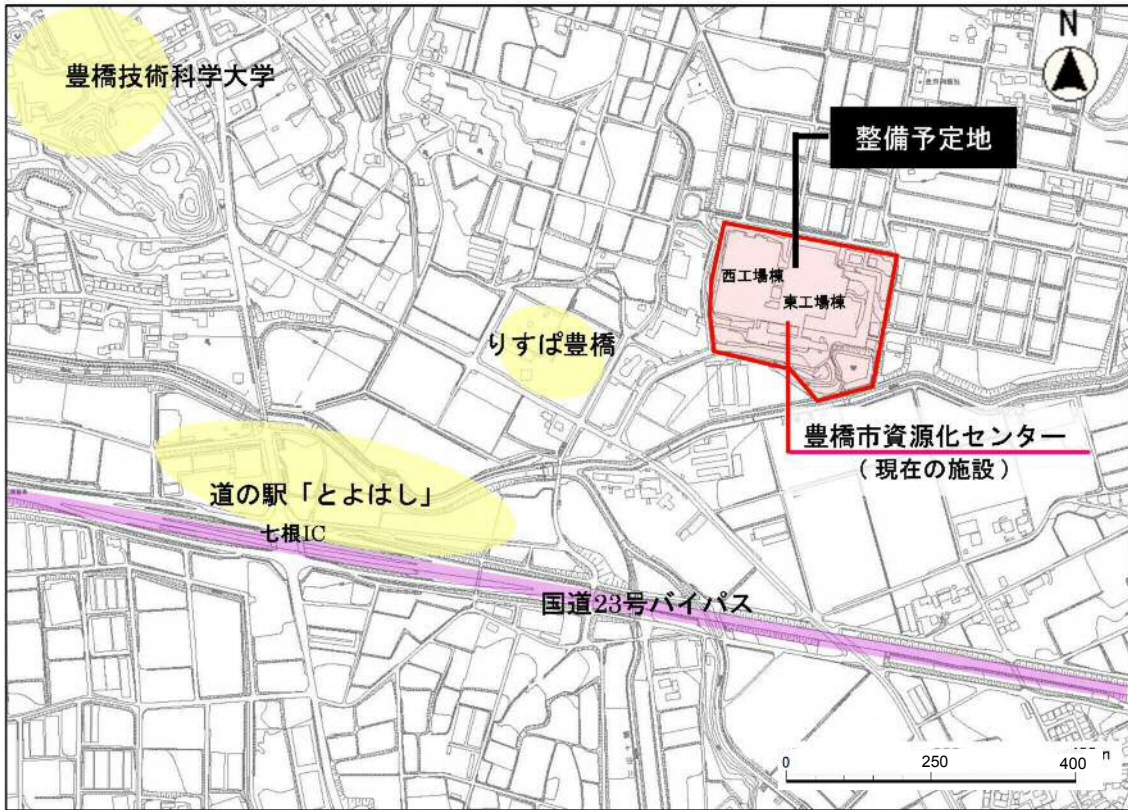 N
豊橋技術科学大学
整備予定地
西工場棟
東工場棟
りすぱ豊橋
豊橋市資源化センター
（現在の施設）
道の駅「とよはし」
七根IC
国道23号バイパス
0 250 400